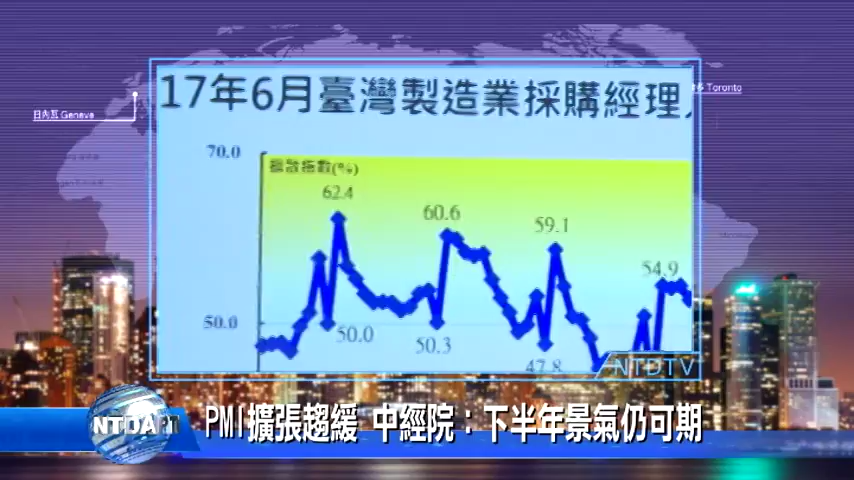 17年6月臺灣製造業採購經理
日內瓦 Geneve
Toronto
70.0
擴散指數(%)
62.4
60.6
59.1
54.9
50.0
50.0
50.3
47.8
NTDTV
PMI擴張趨緩 中經院：下半年景氣仍可期